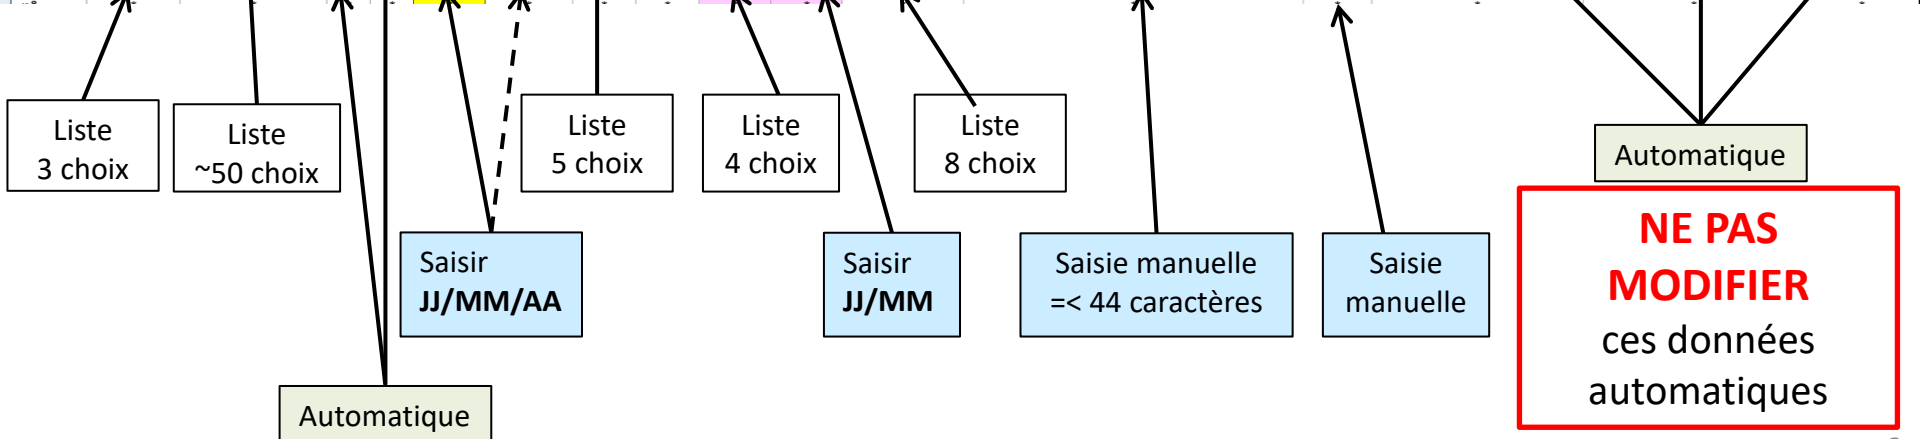 Liste
3 choix
Liste
~50 choix
Liste
5 choix
Liste
4 choix
Liste
8 choix
Automatique
Saisir
JJ/MM/AA
Saisir
JJ/MM
Saisie manuelle
=< 44 caractères
Saisie
manuelle
NE PAS
MODIFIER
ces données
automatiques
Automatique